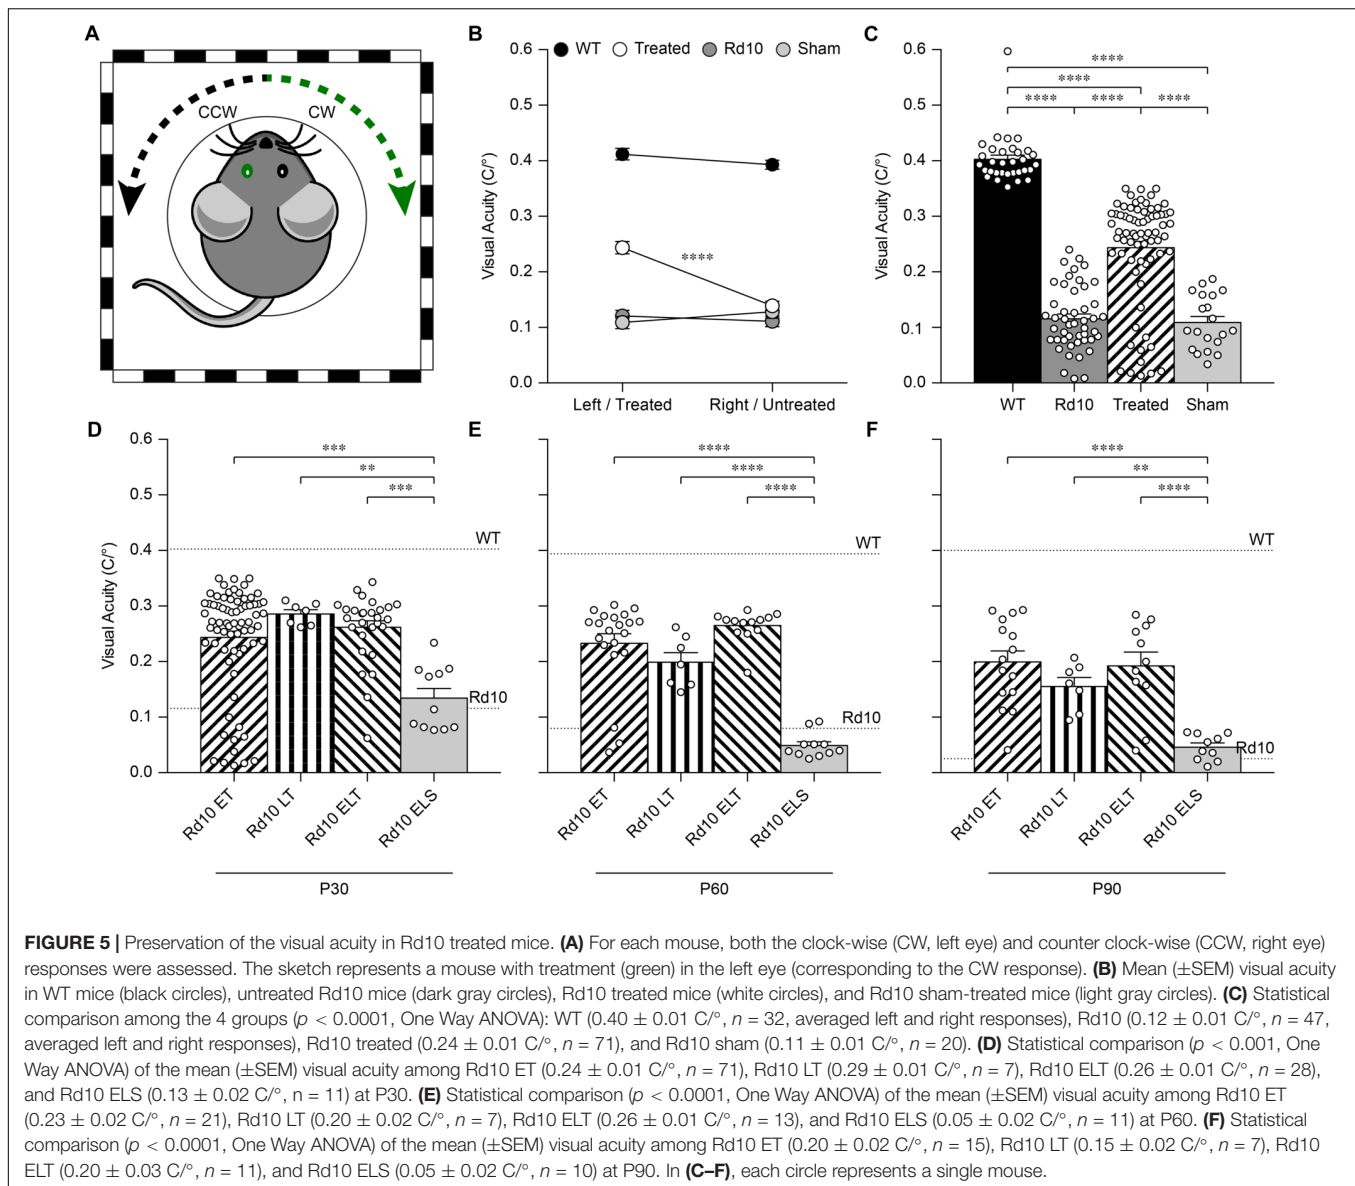 A
CCW
CW
B
WT
Treated
Rd10
Sham
0.6
0.5
0.4
0.3
0.2
0.1
0.0
Visual Acuity (C/°)
****
Left / Treated
Right / Untreated
C
0.6
0.5
0.4
0.3
0.2
0.1
0.0
Visual Acuity (C/°)
****
****
**** **** ****
WT Rd10 Treated Sham
D
0.6
0.5
0.4
0.3
0.2
0.1
0.0
Visual Acuity (C/°)
***
**
***
WT
Rd10
Rd10 ET
Rd10 LT
Rd10 ELT
Rd10 ELS
P30
E
****
****
****
WT
Rd10
Rd10 ET
Rd10 LT
Rd10 ELT
Rd10 ELS
P60
F
****
**
****
WT
Rd10
Rd10 ET
Rd10 LT
Rd10 ELT
Rd10 ELS
P90
FIGURE 5 | Preservation of the visual acuity in Rd10 treated mice. (A) For each mouse, both the clock-wise (CW, left eye) and counter clock-wise (CCW, right eye)
responses were assessed. The sketch represents a mouse with treatment (green) in the left eye (corresponding to the CW response). (B) Mean (±SEM) visual acuity
in WT mice (black circles), untreated Rd10 mice (dark gray circles), Rd10 treated mice (white circles), and Rd10 sham-treated mice (light gray circles). (C) Statistical
comparison among the 4 groups (p < 0.0001, One Way ANOVA): WT (0.40 ± 0.01 C/°, n = 32, averaged left and right responses), Rd10 (0.12 ± 0.01 C/°, n = 47,
averaged left and right responses), Rd10 treated (0.24 ± 0.01 C/°, n = 71), and Rd10 sham (0.11 ± 0.01 C/°, n = 20). (D) Statistical comparison (p < 0.001, One
Way ANOVA) of the mean (±SEM) visual acuity among Rd10 ET (0.24 ± 0.01 C/°, n = 71), Rd10 LT (0.29 ± 0.01 C/°, n = 7), Rd10 ELT (0.26 ± 0.01 C/°, n = 28),
and Rd10 ELS (0.13 ± 0.02 C/°, n = 11) at P30. (E) Statistical comparison (p < 0.0001, One Way ANOVA) of the mean (±SEM) visual acuity among Rd10 ET
(0.23 ± 0.02 C/°, n = 21), Rd10 LT (0.20 ± 0.02 C/°, n = 7), Rd10 ELT (0.26 ± 0.01 C/°, n = 13), and Rd10 ELS (0.05 ± 0.02 C/°, n = 11) at P60. (F) Statistical
comparison (p < 0.0001, One Way ANOVA) of the mean (±SEM) visual acuity among Rd10 ET (0.20 ± 0.02 C/°, n = 15), Rd10 LT (0.15 ± 0.02 C/°, n = 7), Rd10
ELT (0.20 ± 0.03 C/°, n = 11), and Rd10 ELS (0.05 ± 0.02 C/°, n = 10) at P90. In (C–F), each circle represents a single mouse.